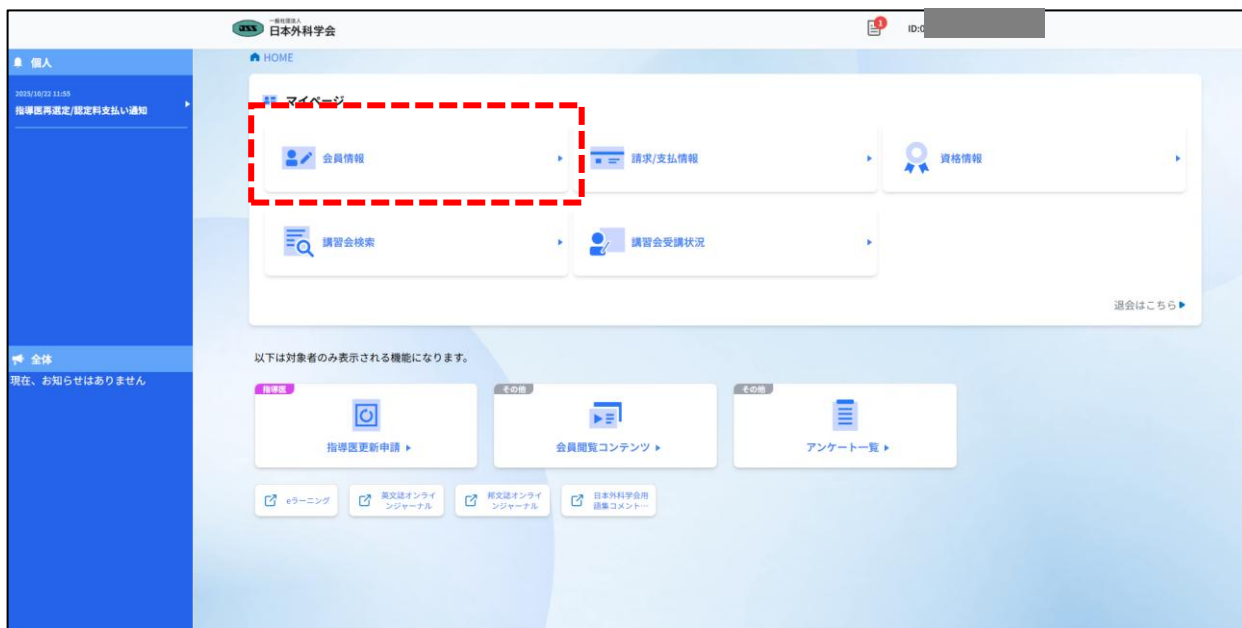 一般社団法人
JSS 日本外科学会
1
ID:0
個人
2025/10/22 11:55
指導医再選定/認定料支払い通知
HOME
マイページ
会員情報
請求/支払情報
資格情報
講習会検索
講習会受講状況
退会はこちら
全体
現在、お知らせはありません
以下は対象者のみ表示される機能になります。
指導医
指導医更新申請
その他
会員閲覧コンテンツ
その他
アンケート一覧
eラーニング
英文誌オンライ
ンジャーナル
邦文誌オンライ
ンジャーナル
日本外科学会用
語集コメント…